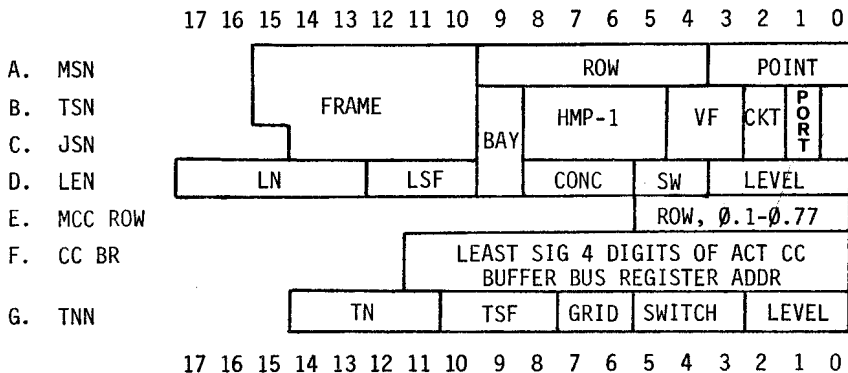 17 16 15 14 13 12 11 10 9 8 7 6 5 4 3 2 1 0
A. MSN ROW POINT
B. TSN FRAME HMP-1 VF CKT PORT
C. JSN BAY
D. LEN LN LSF CONC SW LEVEL
E. MCC ROW ROW, Ø.1-Ø.77
F. CC BR LEAST SIG 4 DIGITS OF ACT CC
BUFFER BUS REGISTER ADDR
G. TNN TN TSF GRID SWITCH LEVEL
17 16 15 14 13 12 11 10 9 8 7 6 5 4 3 2 1 0